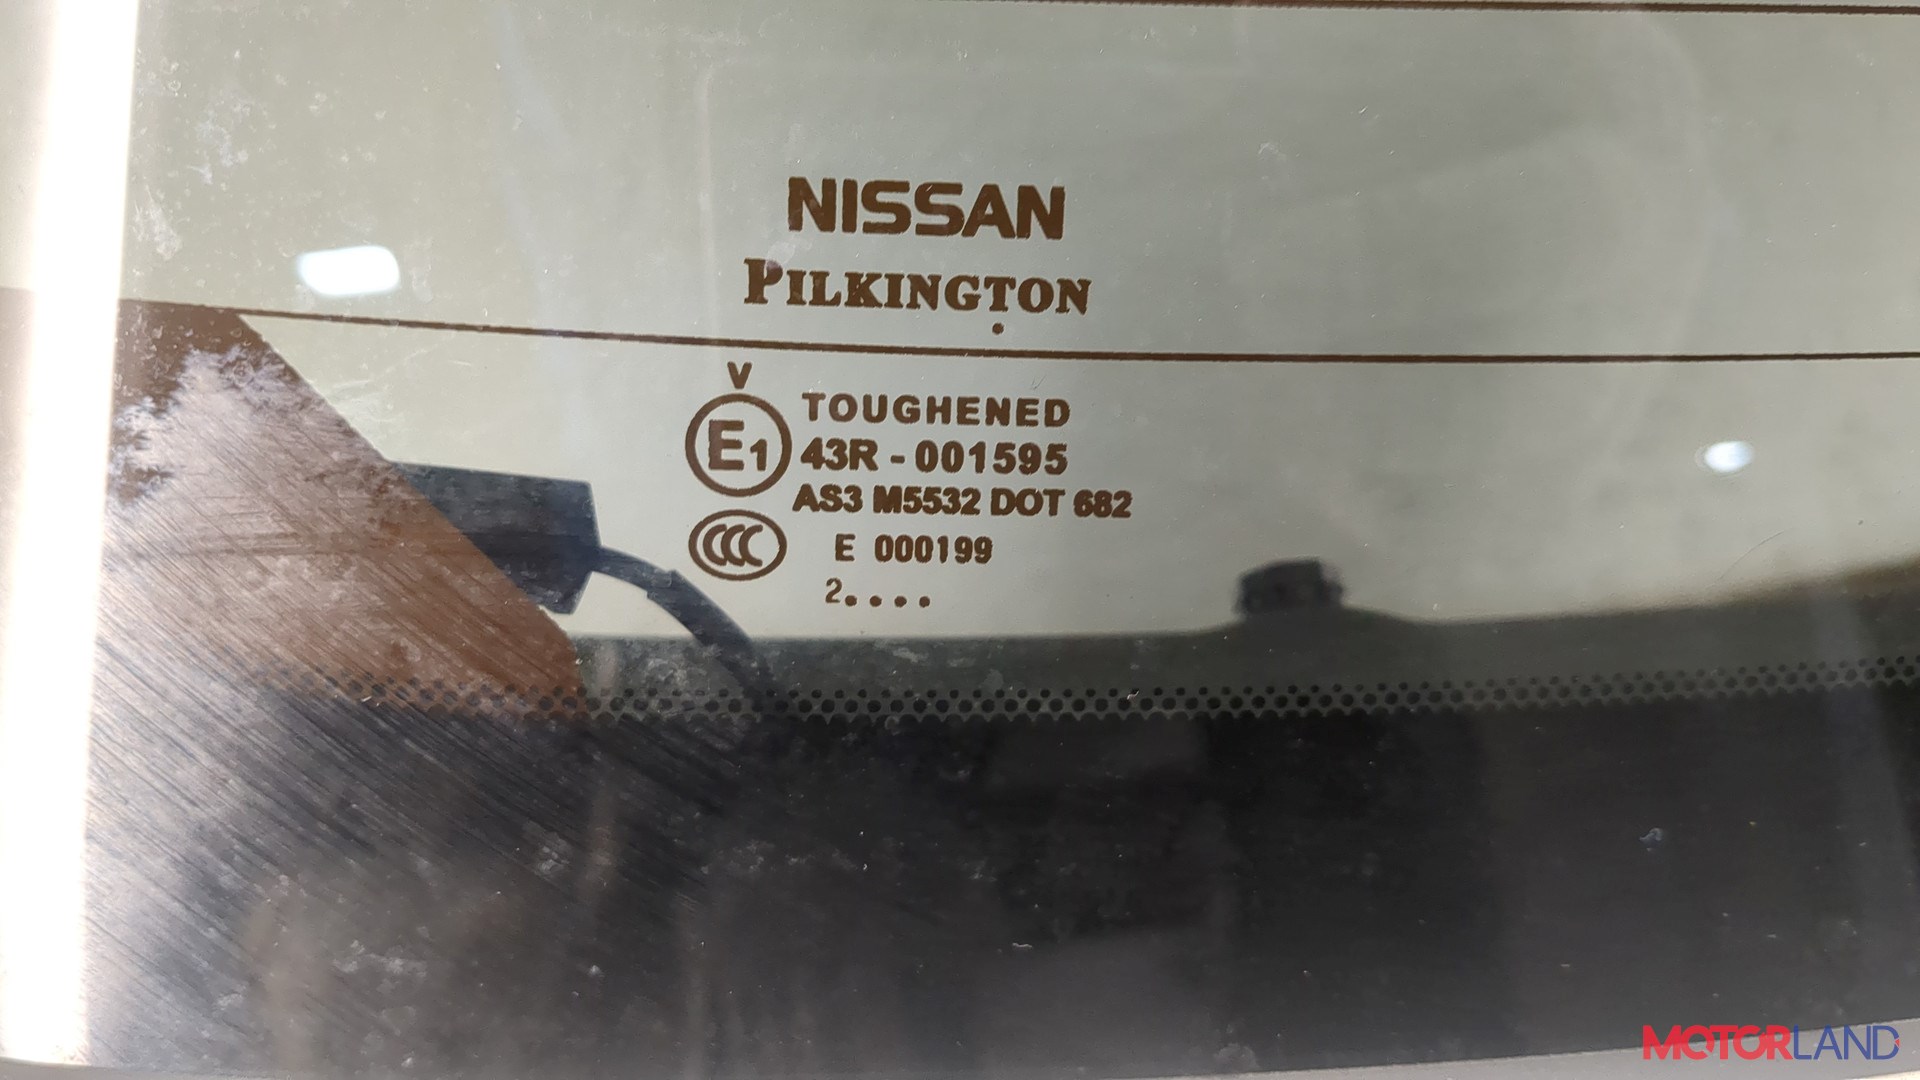 NISSAN
PILKINGTON
V
E1 TOUGHENED
43R - 001595
AS3 M5532 DOT 682
CCC E 000199
2....
MOTORLAND